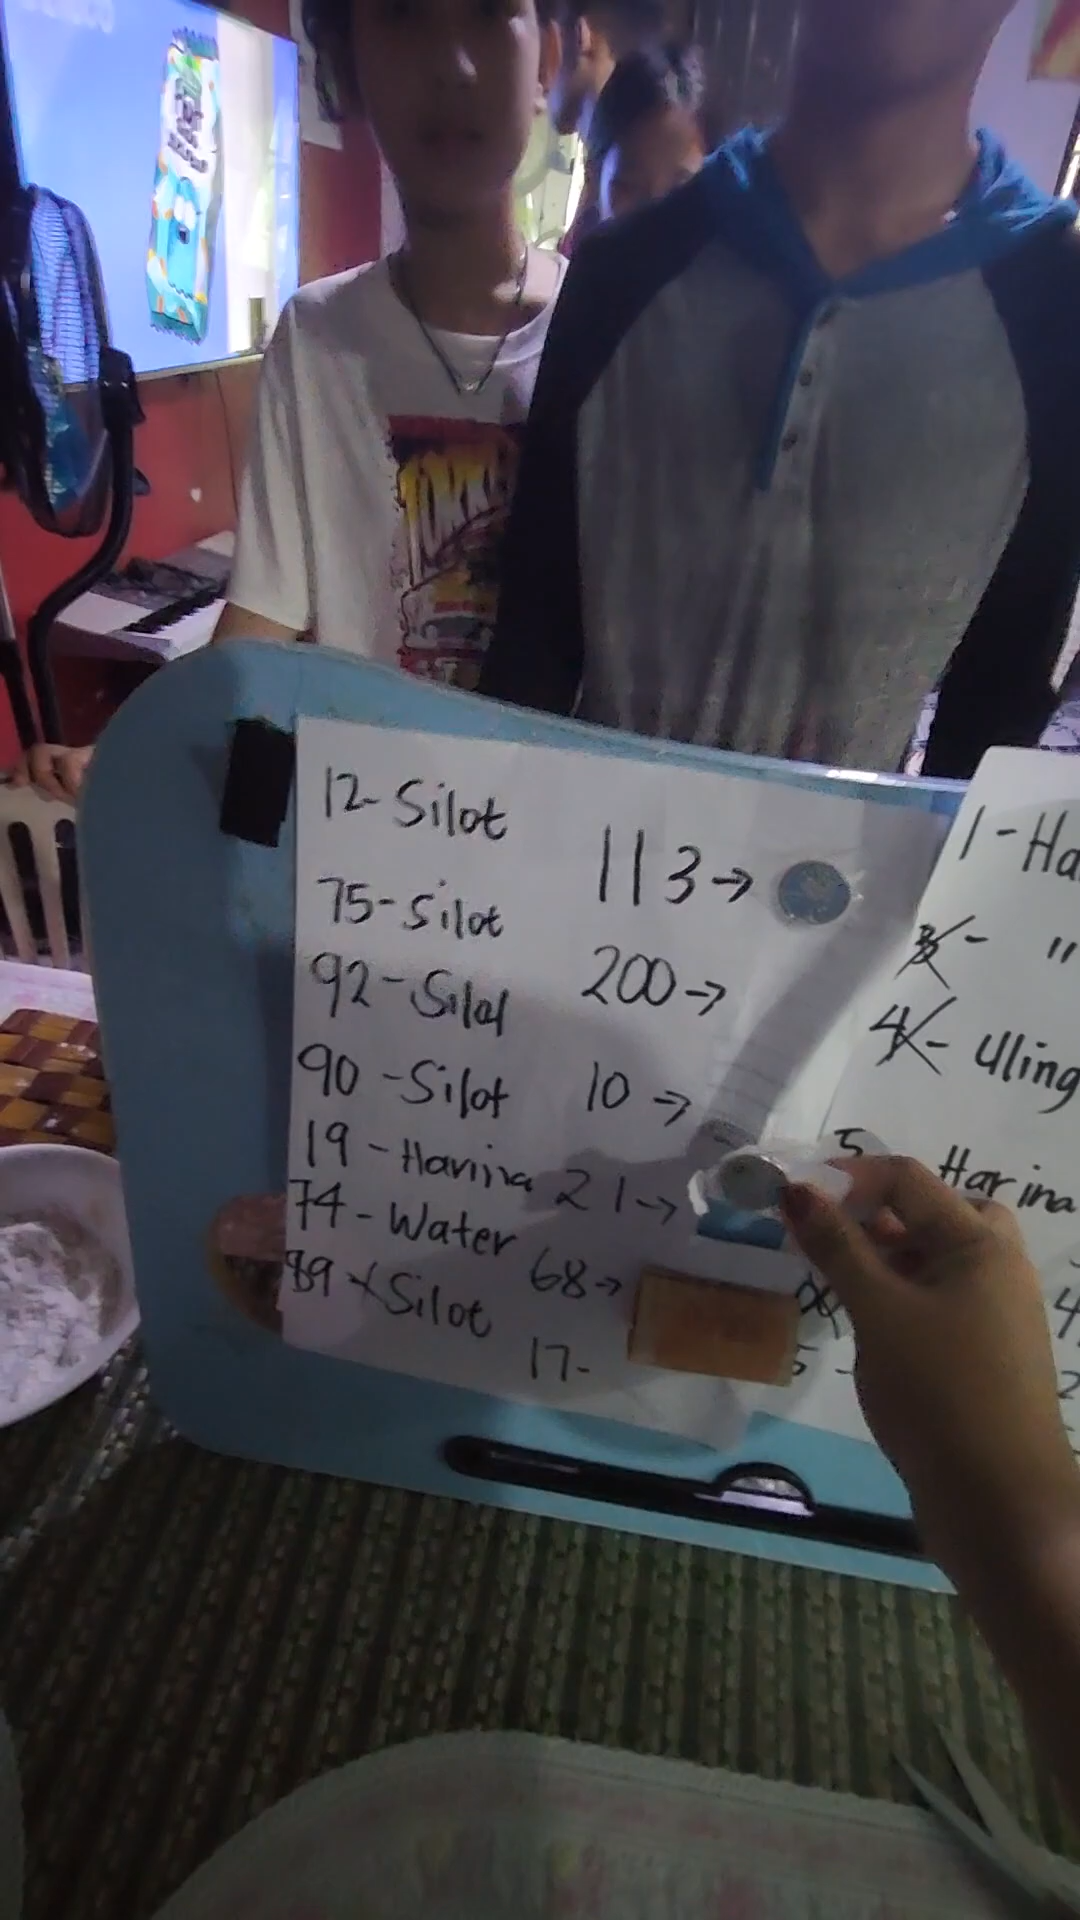 12- Silot
75- Silot
92- Silot
90 - Silot
19 - Harina
74 - Water
89 - Silot
113→
200→
10 →
21→
68→
17-
1 - Ha
- "
4 - Uling
5
Harina
5 -